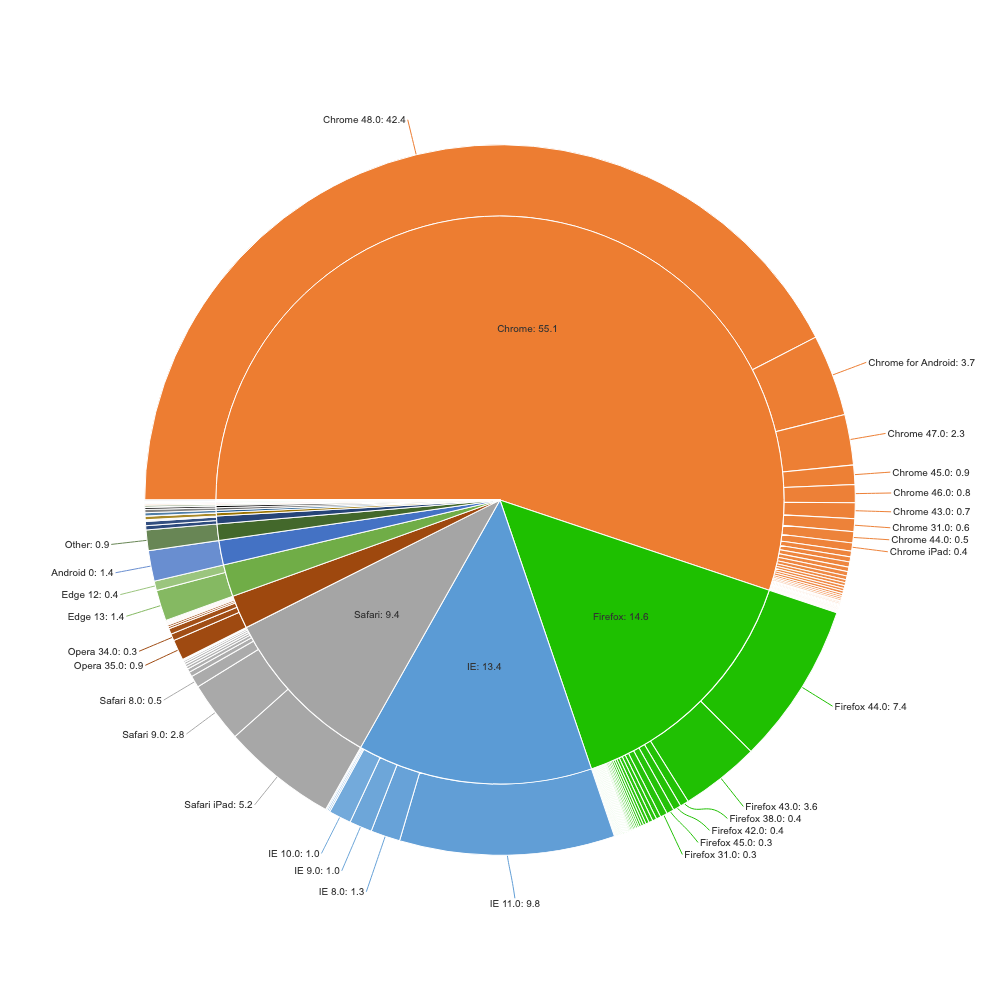 Chrome 48.0: 42.4
Chrome: 55.1
Chrome for Android: 3.7
Chrome 47.0: 2.3
Chrome 45.0: 0.9
Chrome 46.0: 0.8
Chrome 43.0: 0.7
Chrome 31.0: 0.6
Chrome 44.0: 0.5
Chrome iPad: 0.4
Other: 0.9
Android 0: 1.4
Edge 12: 0.4
Edge 13: 1.4
Safari: 9.4
Firefox: 14.6
Opera 34.0: 0.3
Opera 35.0: 0.9
IE: 13.4
Safari 8.0: 0.5
Firefox 44.0: 7.4
Safari 9.0: 2.8
Safari iPad: 5.2
Firefox 43.0: 3.6
Firefox 38.0: 0.4
Firefox 42.0: 0.4
Firefox 45.0: 0.3
Firefox 31.0: 0.3
IE 10.0: 1.0
IE 9.0: 1.0
IE 8.0: 1.3
IE 11.0: 9.8